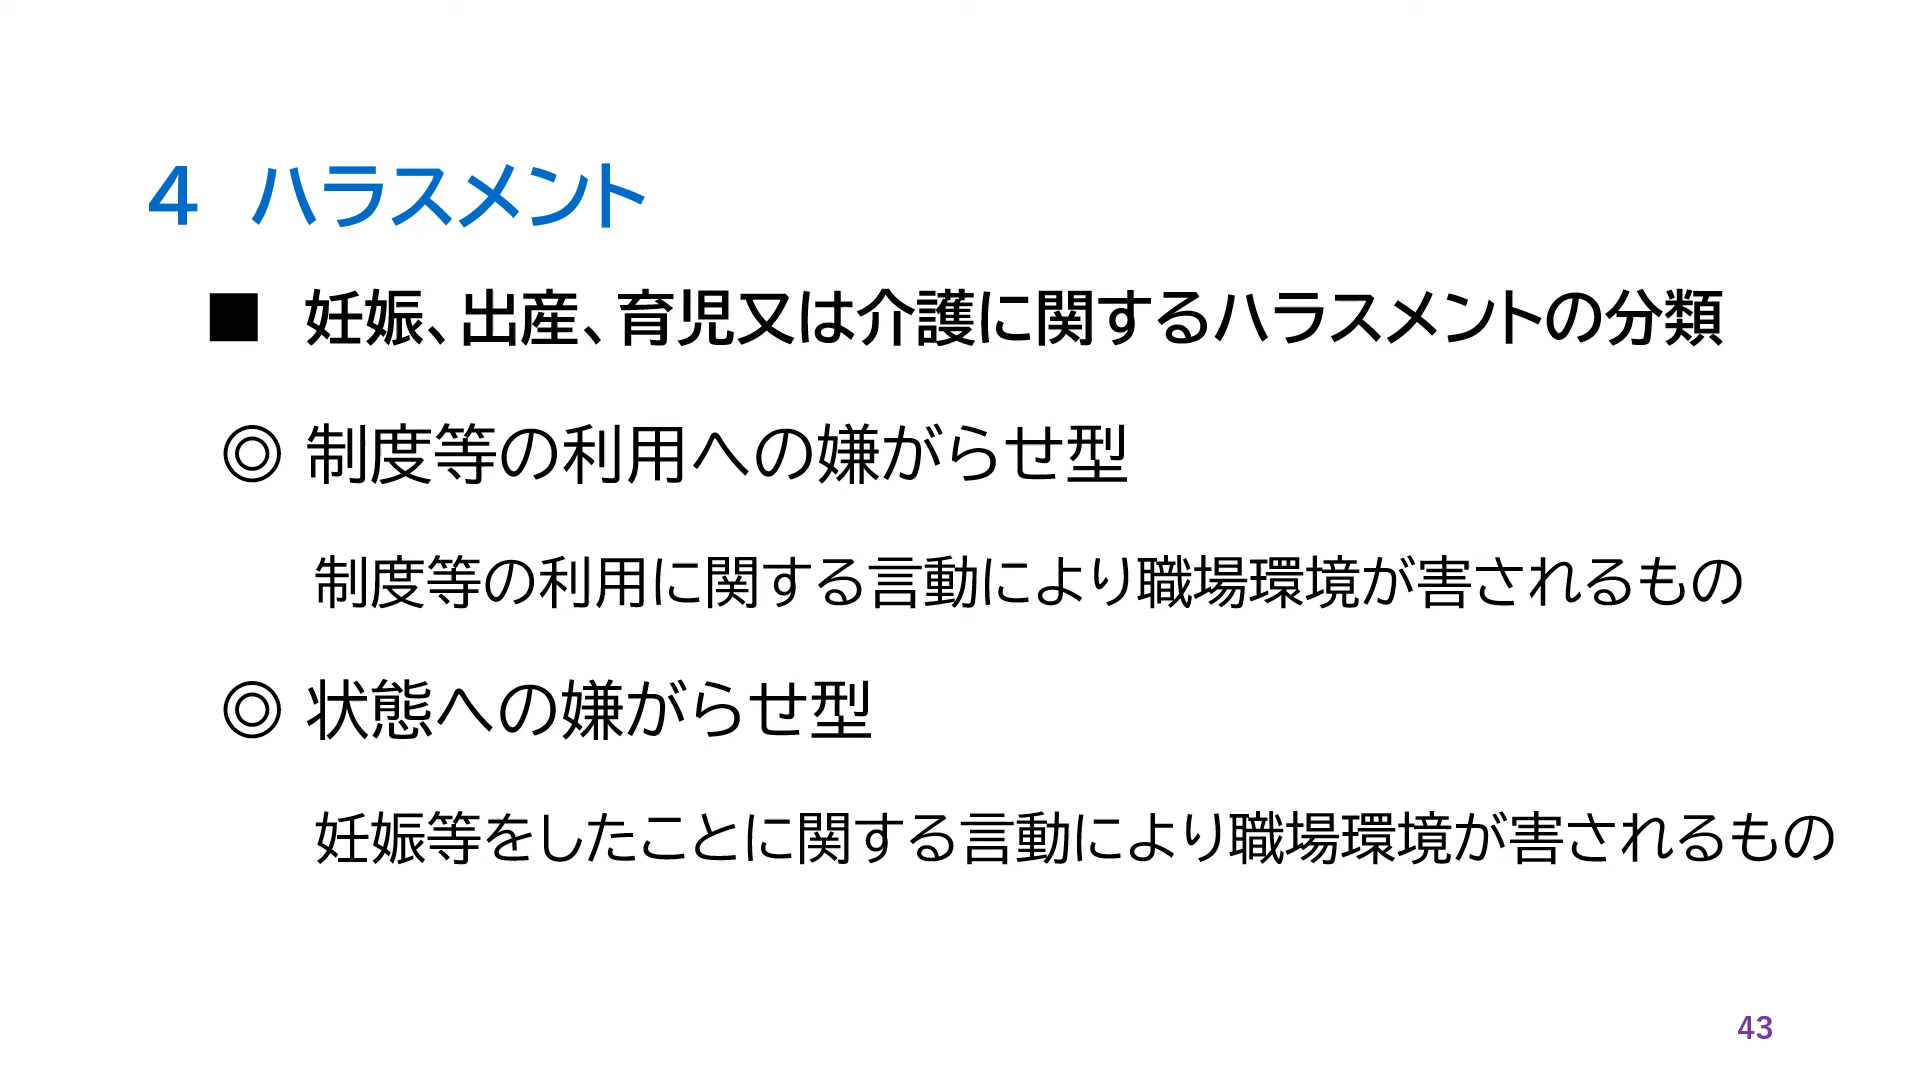 4 ハラスメント
■ 妊娠、出産、育児又は介護に関するハラスメントの分類
◎ 制度等の利用への嫌がらせ型
制度等の利用に関する言動により職場環境が害されるもの
◎ 状態への嫌がらせ型
妊娠等をしたことに関する言動により職場環境が害されるもの
43